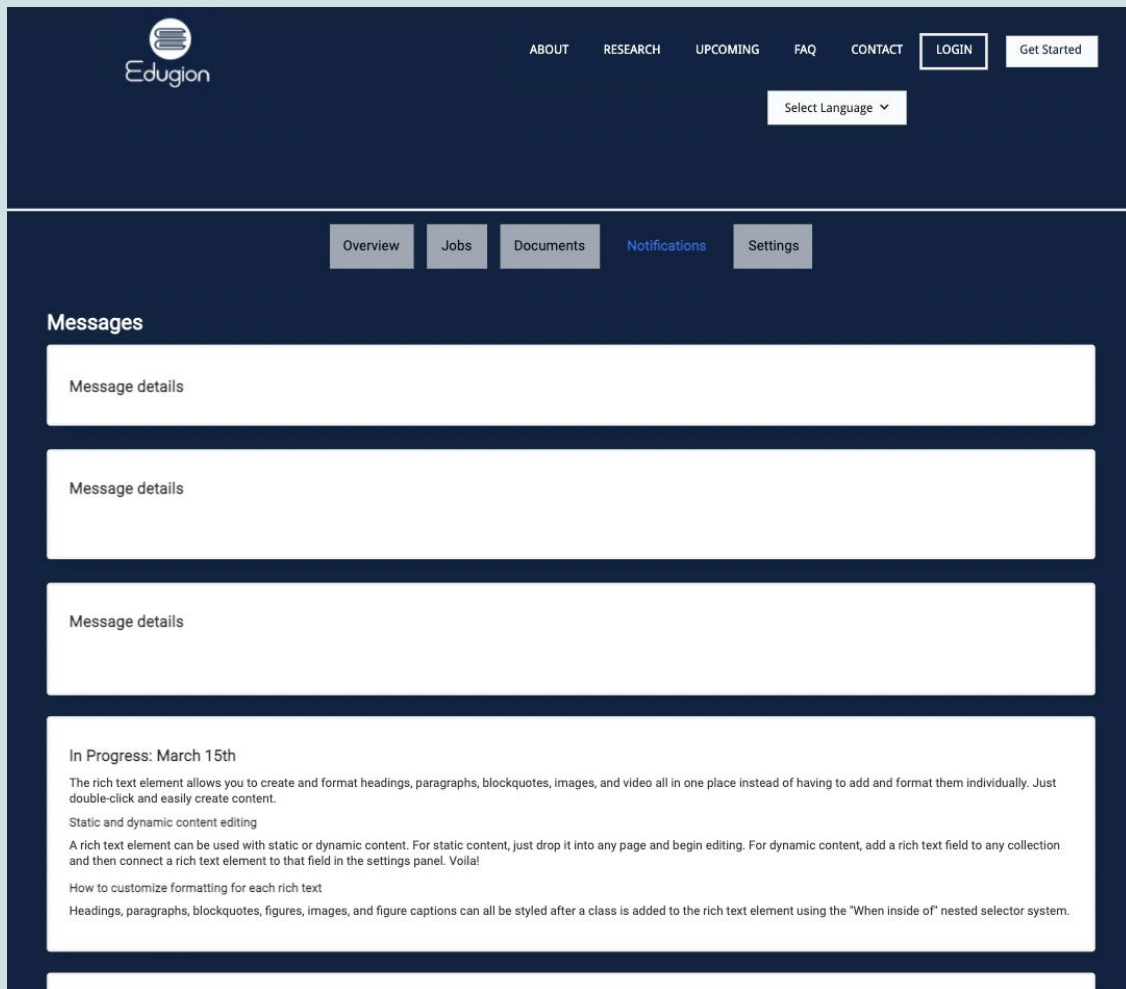 Edugion
ABOUT RESEARCH UPCOMING FAQ CONTACT LOGIN Get Started
Select Language
Overview Jobs Documents Notifications Settings
Messages
Message details
Message details
Message details
In Progress: March 15th
The rich text element allows you to create and format headings, paragraphs, blockquotes, images, and video all in one place instead of having to add and format them individually. Just
double-click and easily create content.
Static and dynamic content editing
A rich text element can be used with static or dynamic content. For static content, just drop it into any page and begin editing. For dynamic content, add a rich text field to any collection
and then connect a rich text element to that field in the settings panel. Voila!
How to customize formatting for each rich text
Headings, paragraphs, blockquotes, figures, images, and figure captions can all be styled after a class is added to the rich text element using the "When inside of" nested selector system.